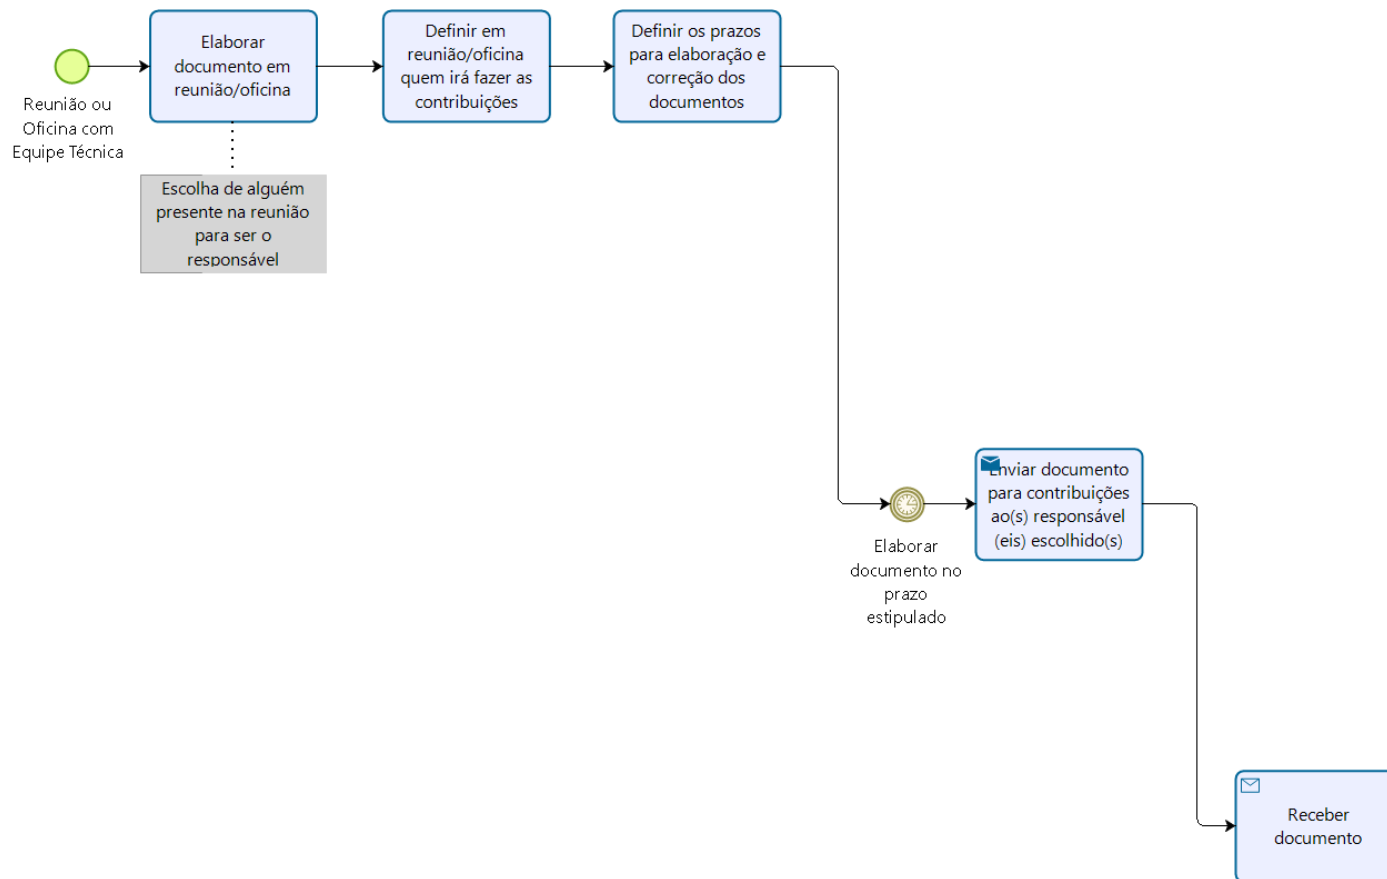 Reunião ou
Oficina com
Equipe Técnica
Elaborar
documento em
reunião/oficina
Escolha de alguém
presente na reunião
para ser o
responsável
Definir em
reunião/oficina
quem irá fazer as
contribuições
Definir os prazos
para elaboração e
correção dos
documentos
Elaborar
documento no
prazo
estipulado
Enviar documento
para contribuições
ao(s) responsável
(eis) escolhido(s)
Receber
documento